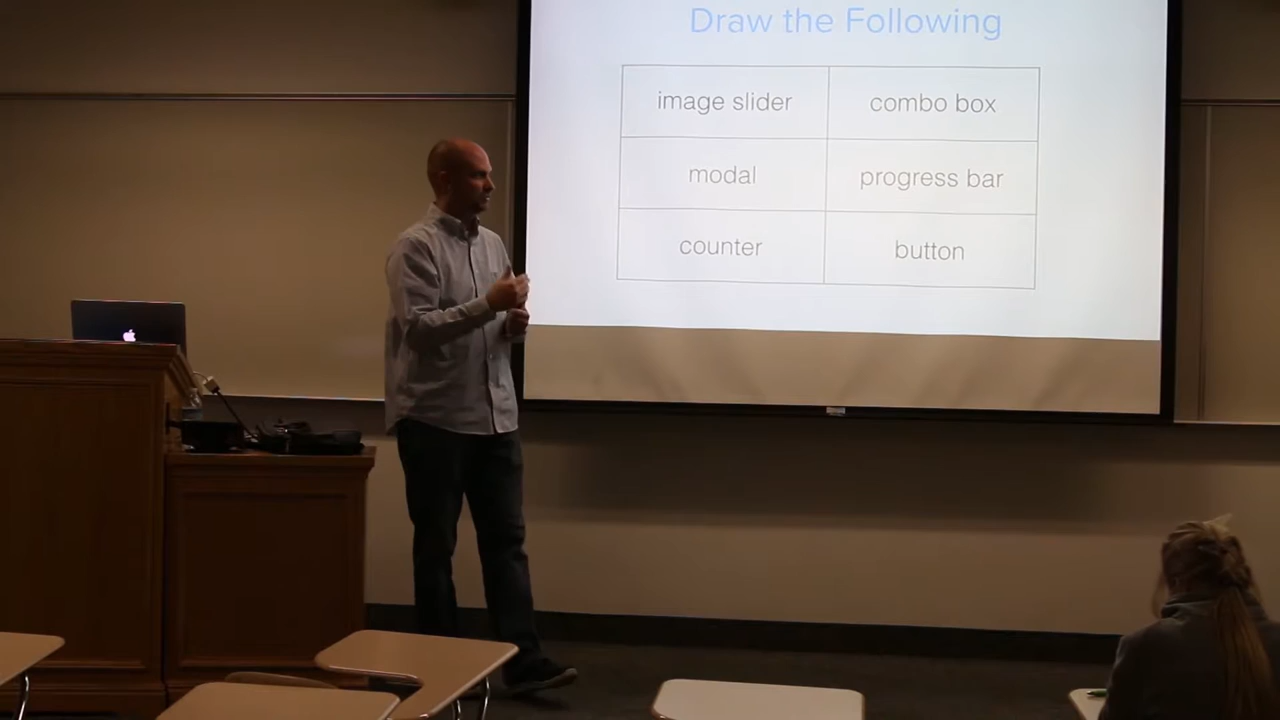 Draw the Following
image slider
combo box
modal
progress bar
counter
button